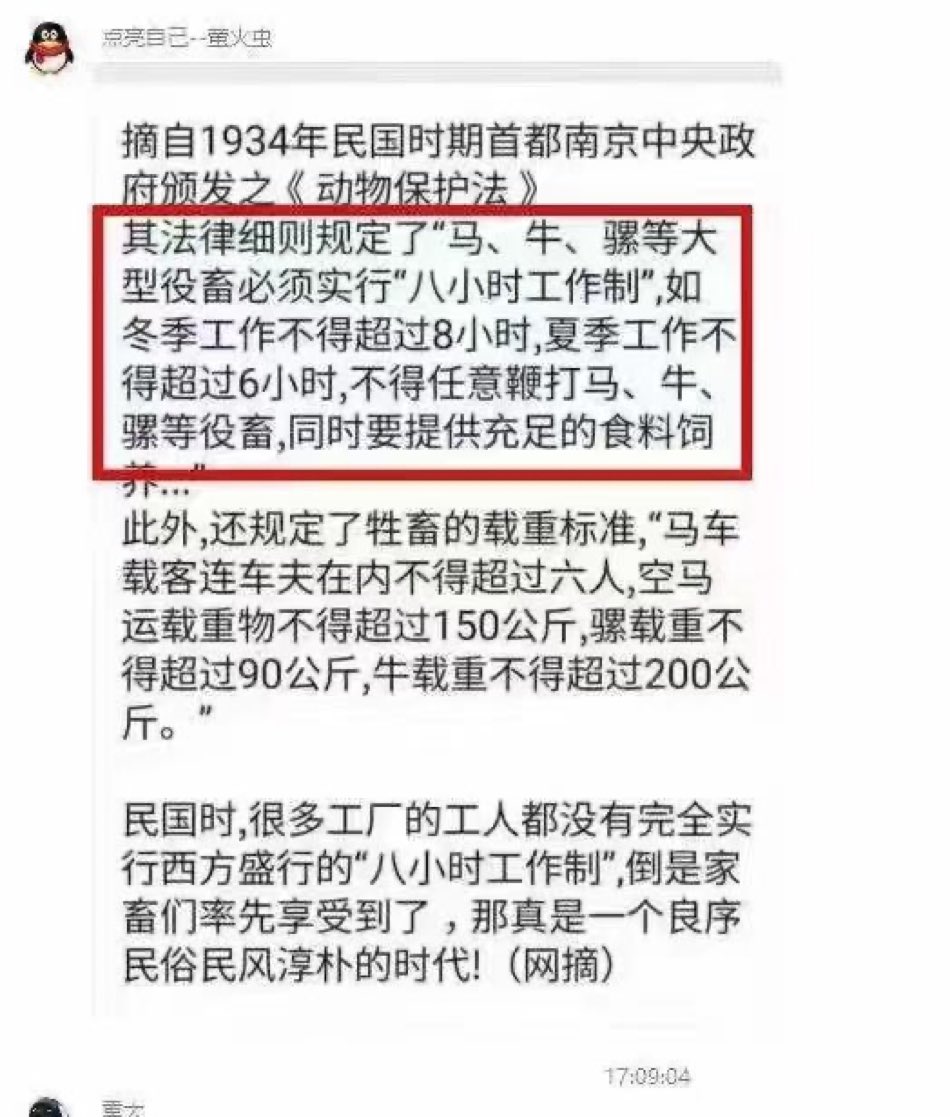 点亮自己--萤火虫
摘自1934年民国时期首都南京中央政
府颁发之《 动物保护法 》
其法律细则规定了“马、牛、骡等大
型役畜必须实行“八小时工作制”,如
冬季工作不得超过8小时,夏季工作不
得超过6小时,不得任意鞭打马、牛、
骡等役畜,同时要提供充足的食料饲
养...”
此外,还规定了牲畜的载重标准,“马车
载客连车夫在内不得超过六人,空马
运载重物不得超过150公斤,骡载重不
得超过90公斤,牛载重不得超过200公
斤。”
民国时,很多工厂的工人都没有完全实
行西方盛行的“八小时工作制”,倒是家
畜们率先享受到了，那真是一个良序
民俗民风淳朴的时代!（网摘）
17:09:04